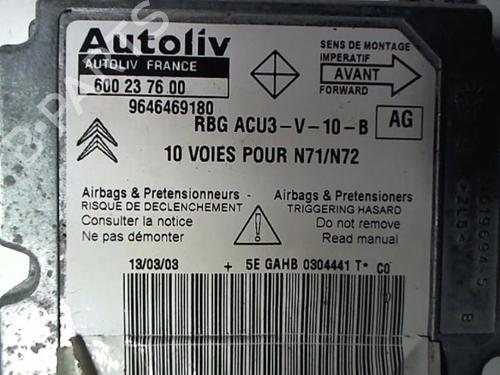 Autoliv
AUTOLIV FRANCE
600 23 76 00
9646469180
SENS DE MONTAGE
IMPERATIF
AVANT
FORWARD
RBG ACU3-V-10-B
AG
10 VOIES POUR N71/N72
Airbags & Pretensionneurs
RISQUE DE DECLENCHEMENT
Consulter la notice
Ne pas démonter
Airbags & Pretensioners
TRIGGERING HASARD
Do not remove
Read manual
13/03/03 + 5E GAHB 0304441 T* CO